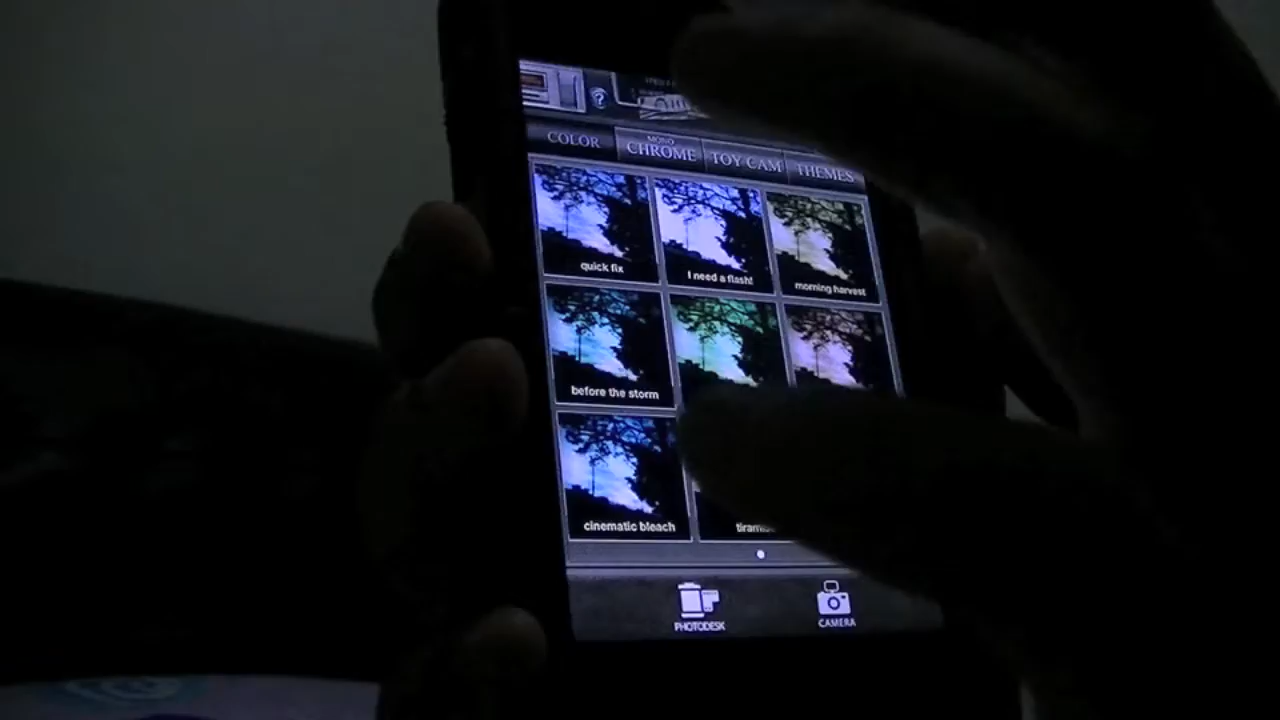 COLOR
MONO
CHROME
TOY CAM
THEMES
quick fix
I need a flash!
morning harvest
before the storm
cinematic bleach
PHOTODESK
CAMERA